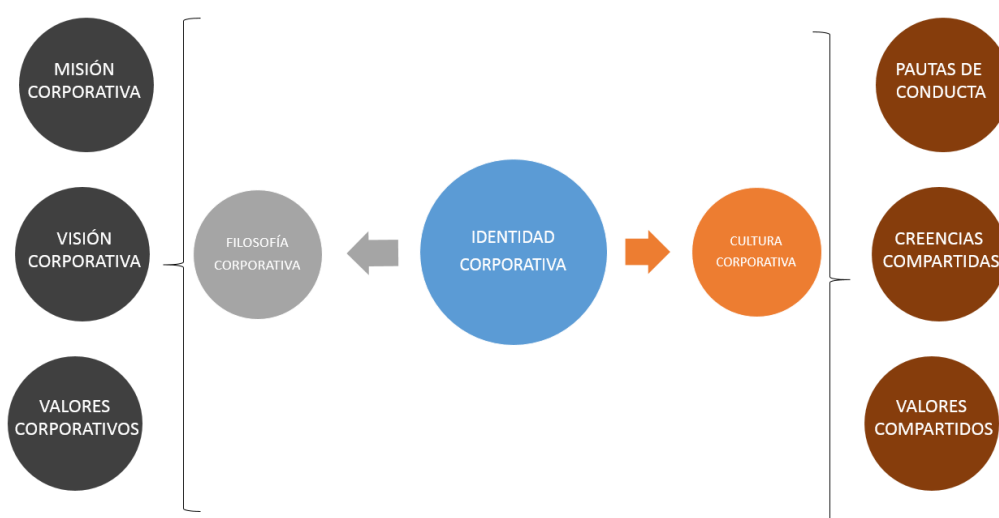 MISIÓN
CORPORATIVA
VISIÓN
CORPORATIVA
VALORES
CORPORATIVOS
FILOSOFÍA
CORPORATIVA
IDENTIDAD
CORPORATIVA
CULTURA
CORPORATIVA
PAUTAS DE
CONDUCTA
CREENCIAS
COMPARTIDAS
VALORES
COMPARTIDOS